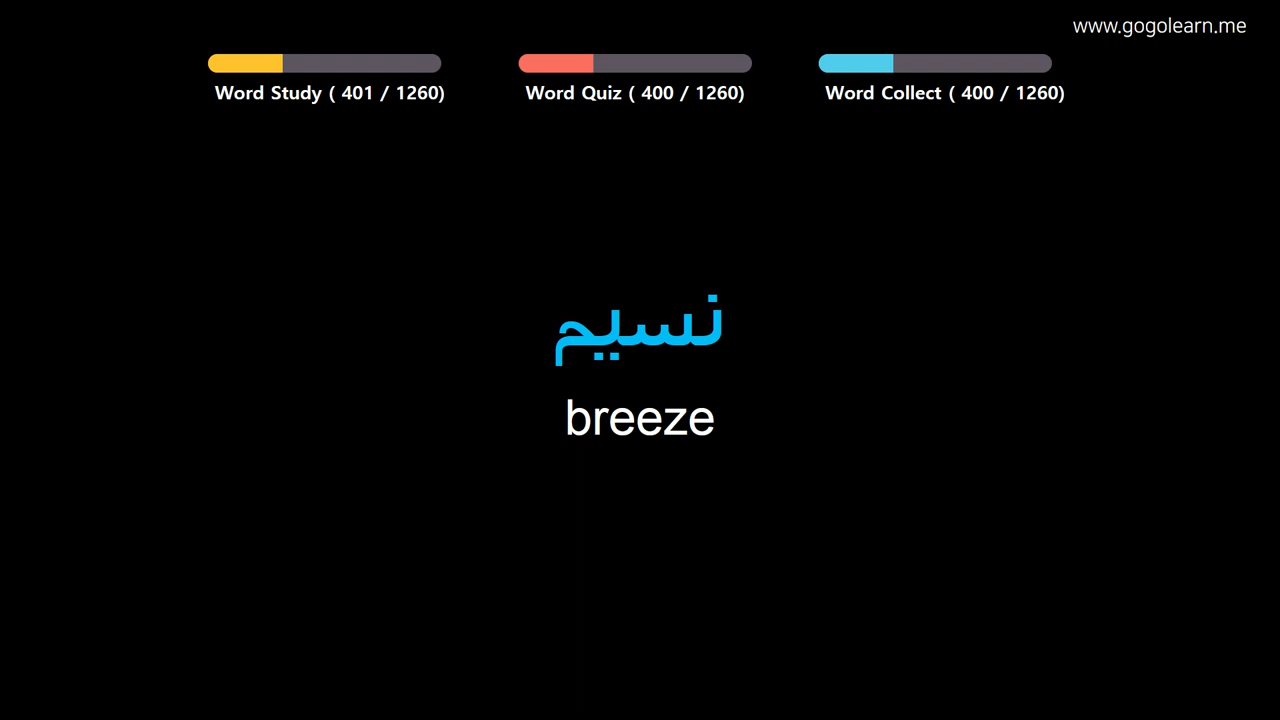 www.gogolearn.me
Word Study ( 401 / 1260)
Word Quiz ( 400 / 1260)
Word Collect ( 400 / 1260)
نسيم
breeze